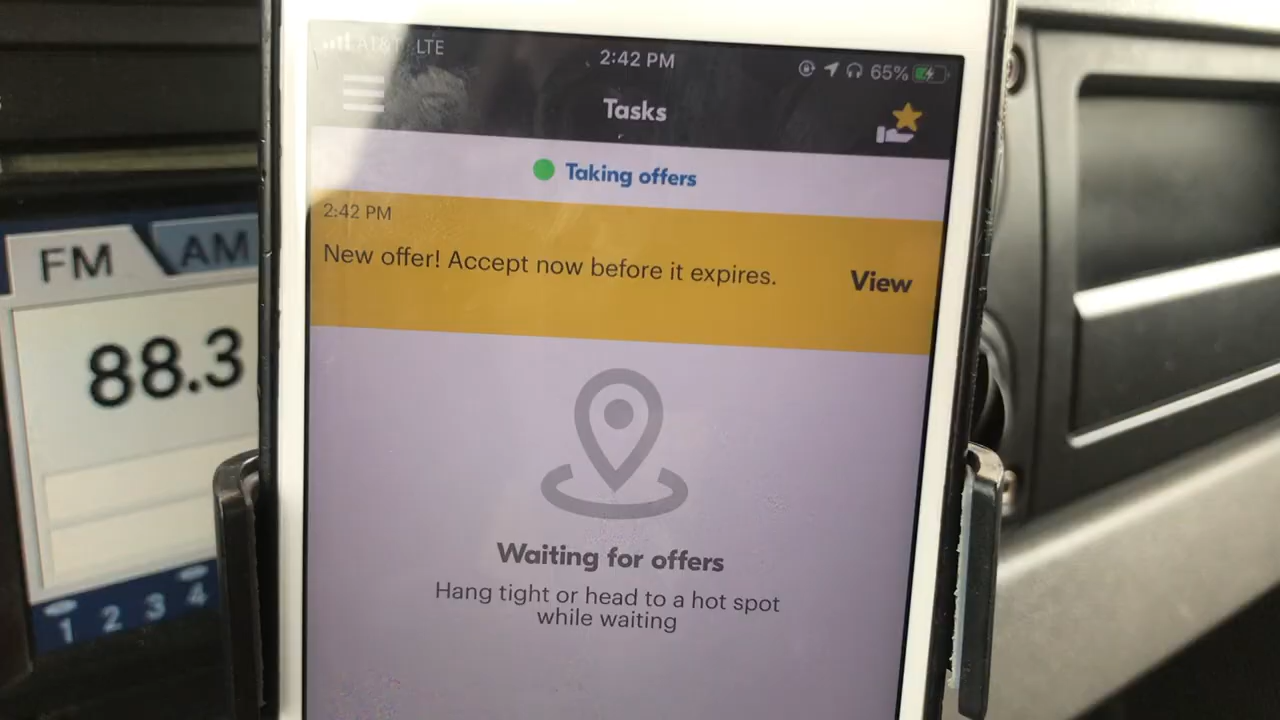 AT&T LTE
2:42 PM
65%
Tasks
Taking offers
2:42 PM
New offer! Accept now before it expires.
View
Waiting for offers
Hang tight or head to a hot spot
while waiting
FM
AM
88.3
1 2 3 4